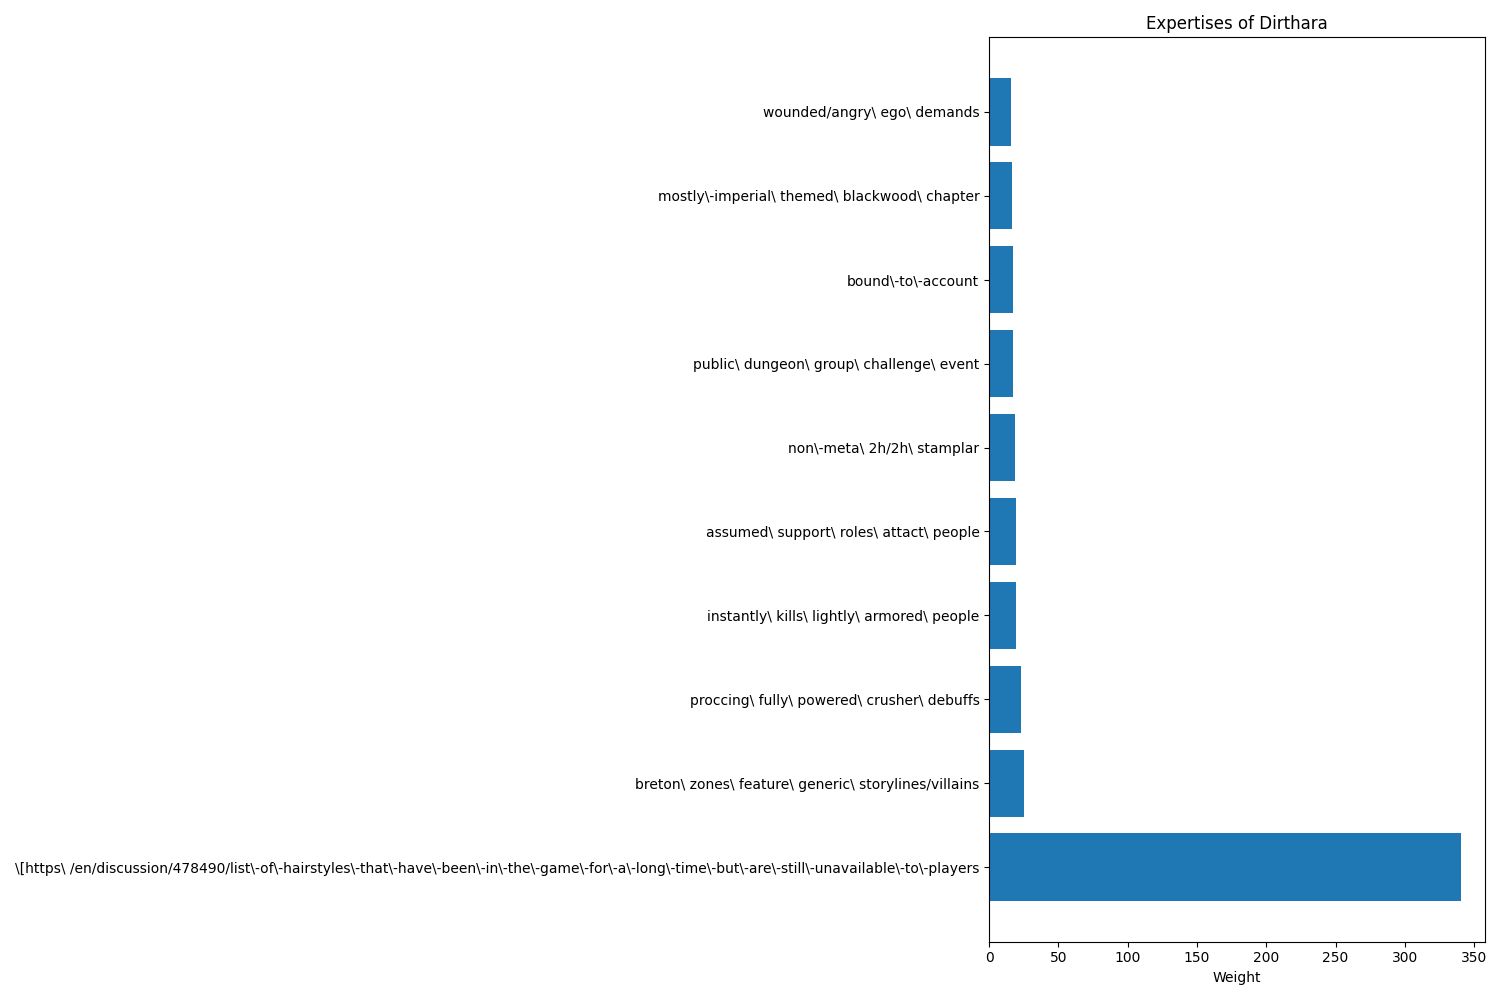 Expertises of Dirthara
wounded/angry\ ego\ demands
mostly\-imperial\ themed\ blackwood\ chapter
bound\-to\-account
public\ dungeon\ group\ challenge\ event
non\-meta\ 2h/2h\ stamplar
assumed\ support\ roles\ attact\ people
instantly\ kills\ lightly\ armored\ people
proccing\ fully\ powered\ crusher\ debuffs
breton\ zones\ feature\ generic\ storylines/villains
\[https\ /en/discussion/478490/list\-of\-hairstyles\-that\-have\-been\-in\-the\-game\-for\-a\-long\-time\-but\-are\-still\-unavailable\-to\-players
0 50 100 150 200 250 300 350
Weight